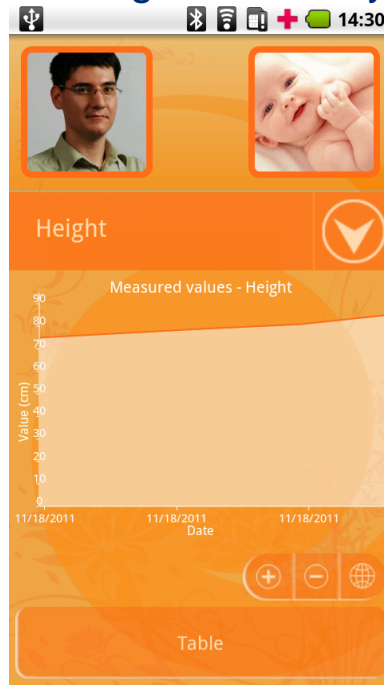 14:30
Height
Measured values - Height
90
80
70
60
50
40
30
20
10
0
Value (cm)
11/18/2011 11/18/2011 11/18/2011
Date
Table